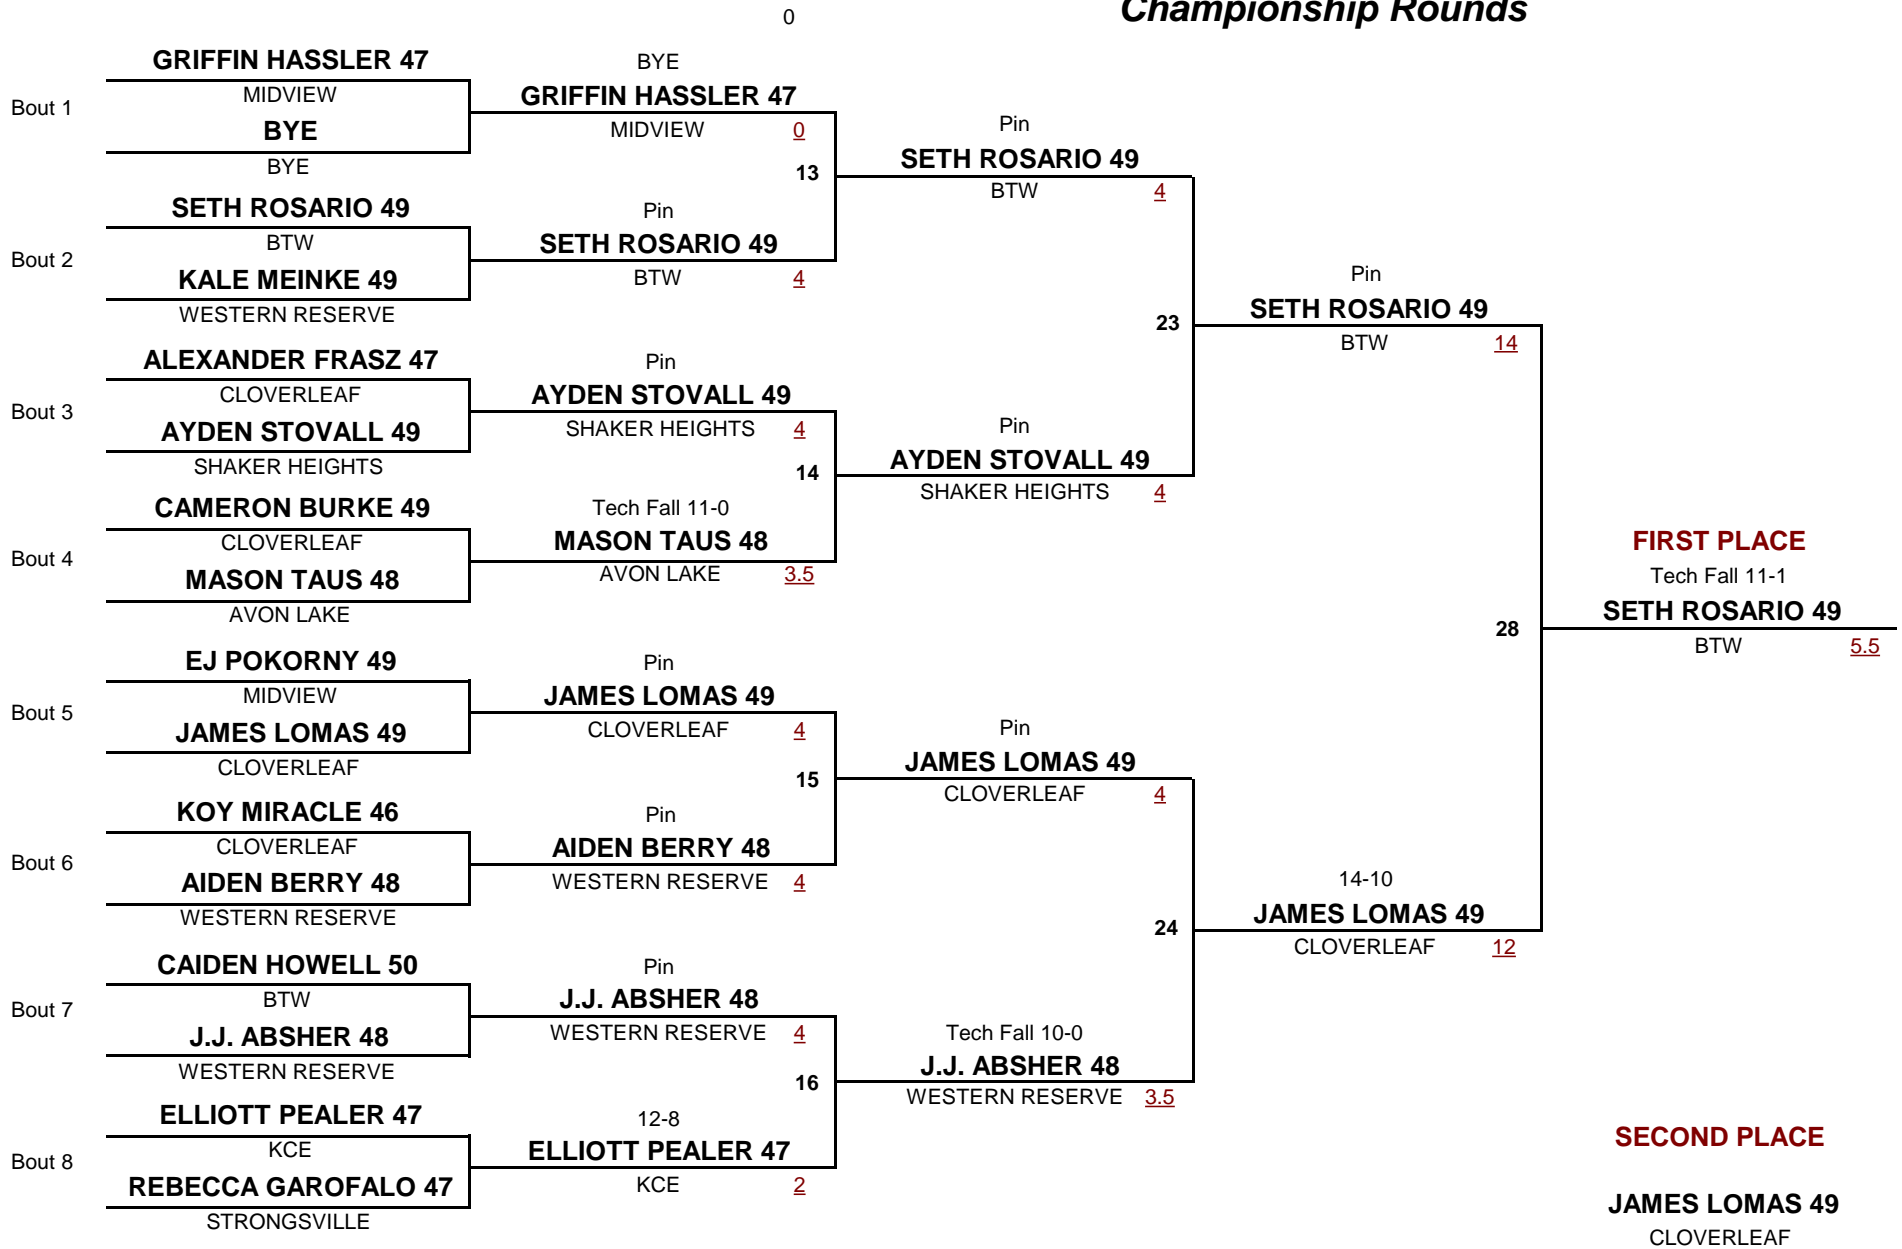 0
Championship Rounds
GRIFFIN HASSLER 47
MIDVIEW
Bout 1
BYE
BYE
SETH ROSARIO 49
BTW
Bout 2
KALE MEINKE 49
WESTERN RESERVE
ALEXANDER FRASZ 47
CLOVERLEAF
Bout 3
AYDEN STOVALL 49
SHAKER HEIGHTS
CAMERON BURKE 49
CLOVERLEAF
Bout 4
MASON TAUS 48
AVON LAKE
EJ POKORNY 49
MIDVIEW
Bout 5
JAMES LOMAS 49
CLOVERLEAF
KOY MIRACLE 46
CLOVERLEAF
Bout 6
AIDEN BERRY 48
WESTERN RESERVE
CAIDEN HOWELL 50
BTW
Bout 7
J.J. ABSHER 48
WESTERN RESERVE
ELLIOTT PEALER 47
KCE
Bout 8
REBECCA GAROFALO 47
STRONGSVILLE
BYE
GRIFFIN HASSLER 47
MIDVIEW 0
13
Pin
SETH ROSARIO 49
BTW 4
Pin
AYDEN STOVALL 49
SHAKER HEIGHTS 4
14
Tech Fall 11-0
MASON TAUS 48
AVON LAKE 3.5
Pin
JAMES LOMAS 49
CLOVERLEAF 4
15
Pin
AIDEN BERRY 48
WESTERN RESERVE 4
Pin
J.J. ABSHER 48
WESTERN RESERVE 4
16
12-8
ELLIOTT PEALER 47
KCE 2
Pin
SETH ROSARIO 49
BTW 4
23
Pin
AYDEN STOVALL 49
SHAKER HEIGHTS 4
Pin
JAMES LOMAS 49
CLOVERLEAF 4
24
Tech Fall 10-0
J.J. ABSHER 48
WESTERN RESERVE 3.5
Pin
SETH ROSARIO 49
BTW 14
28
14-10
JAMES LOMAS 49
CLOVERLEAF 12
FIRST PLACE
Tech Fall 11-1
SETH ROSARIO 49
BTW 5.5
SECOND PLACE
JAMES LOMAS 49
CLOVERLEAF